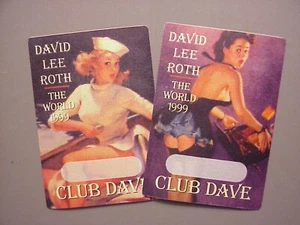 DAVID
LEE
ROTH
THE
WORLD
1999
CLUB DAVE
DAVID
LEE
ROTH
THE
WORLD
1999
CLUB DAVE